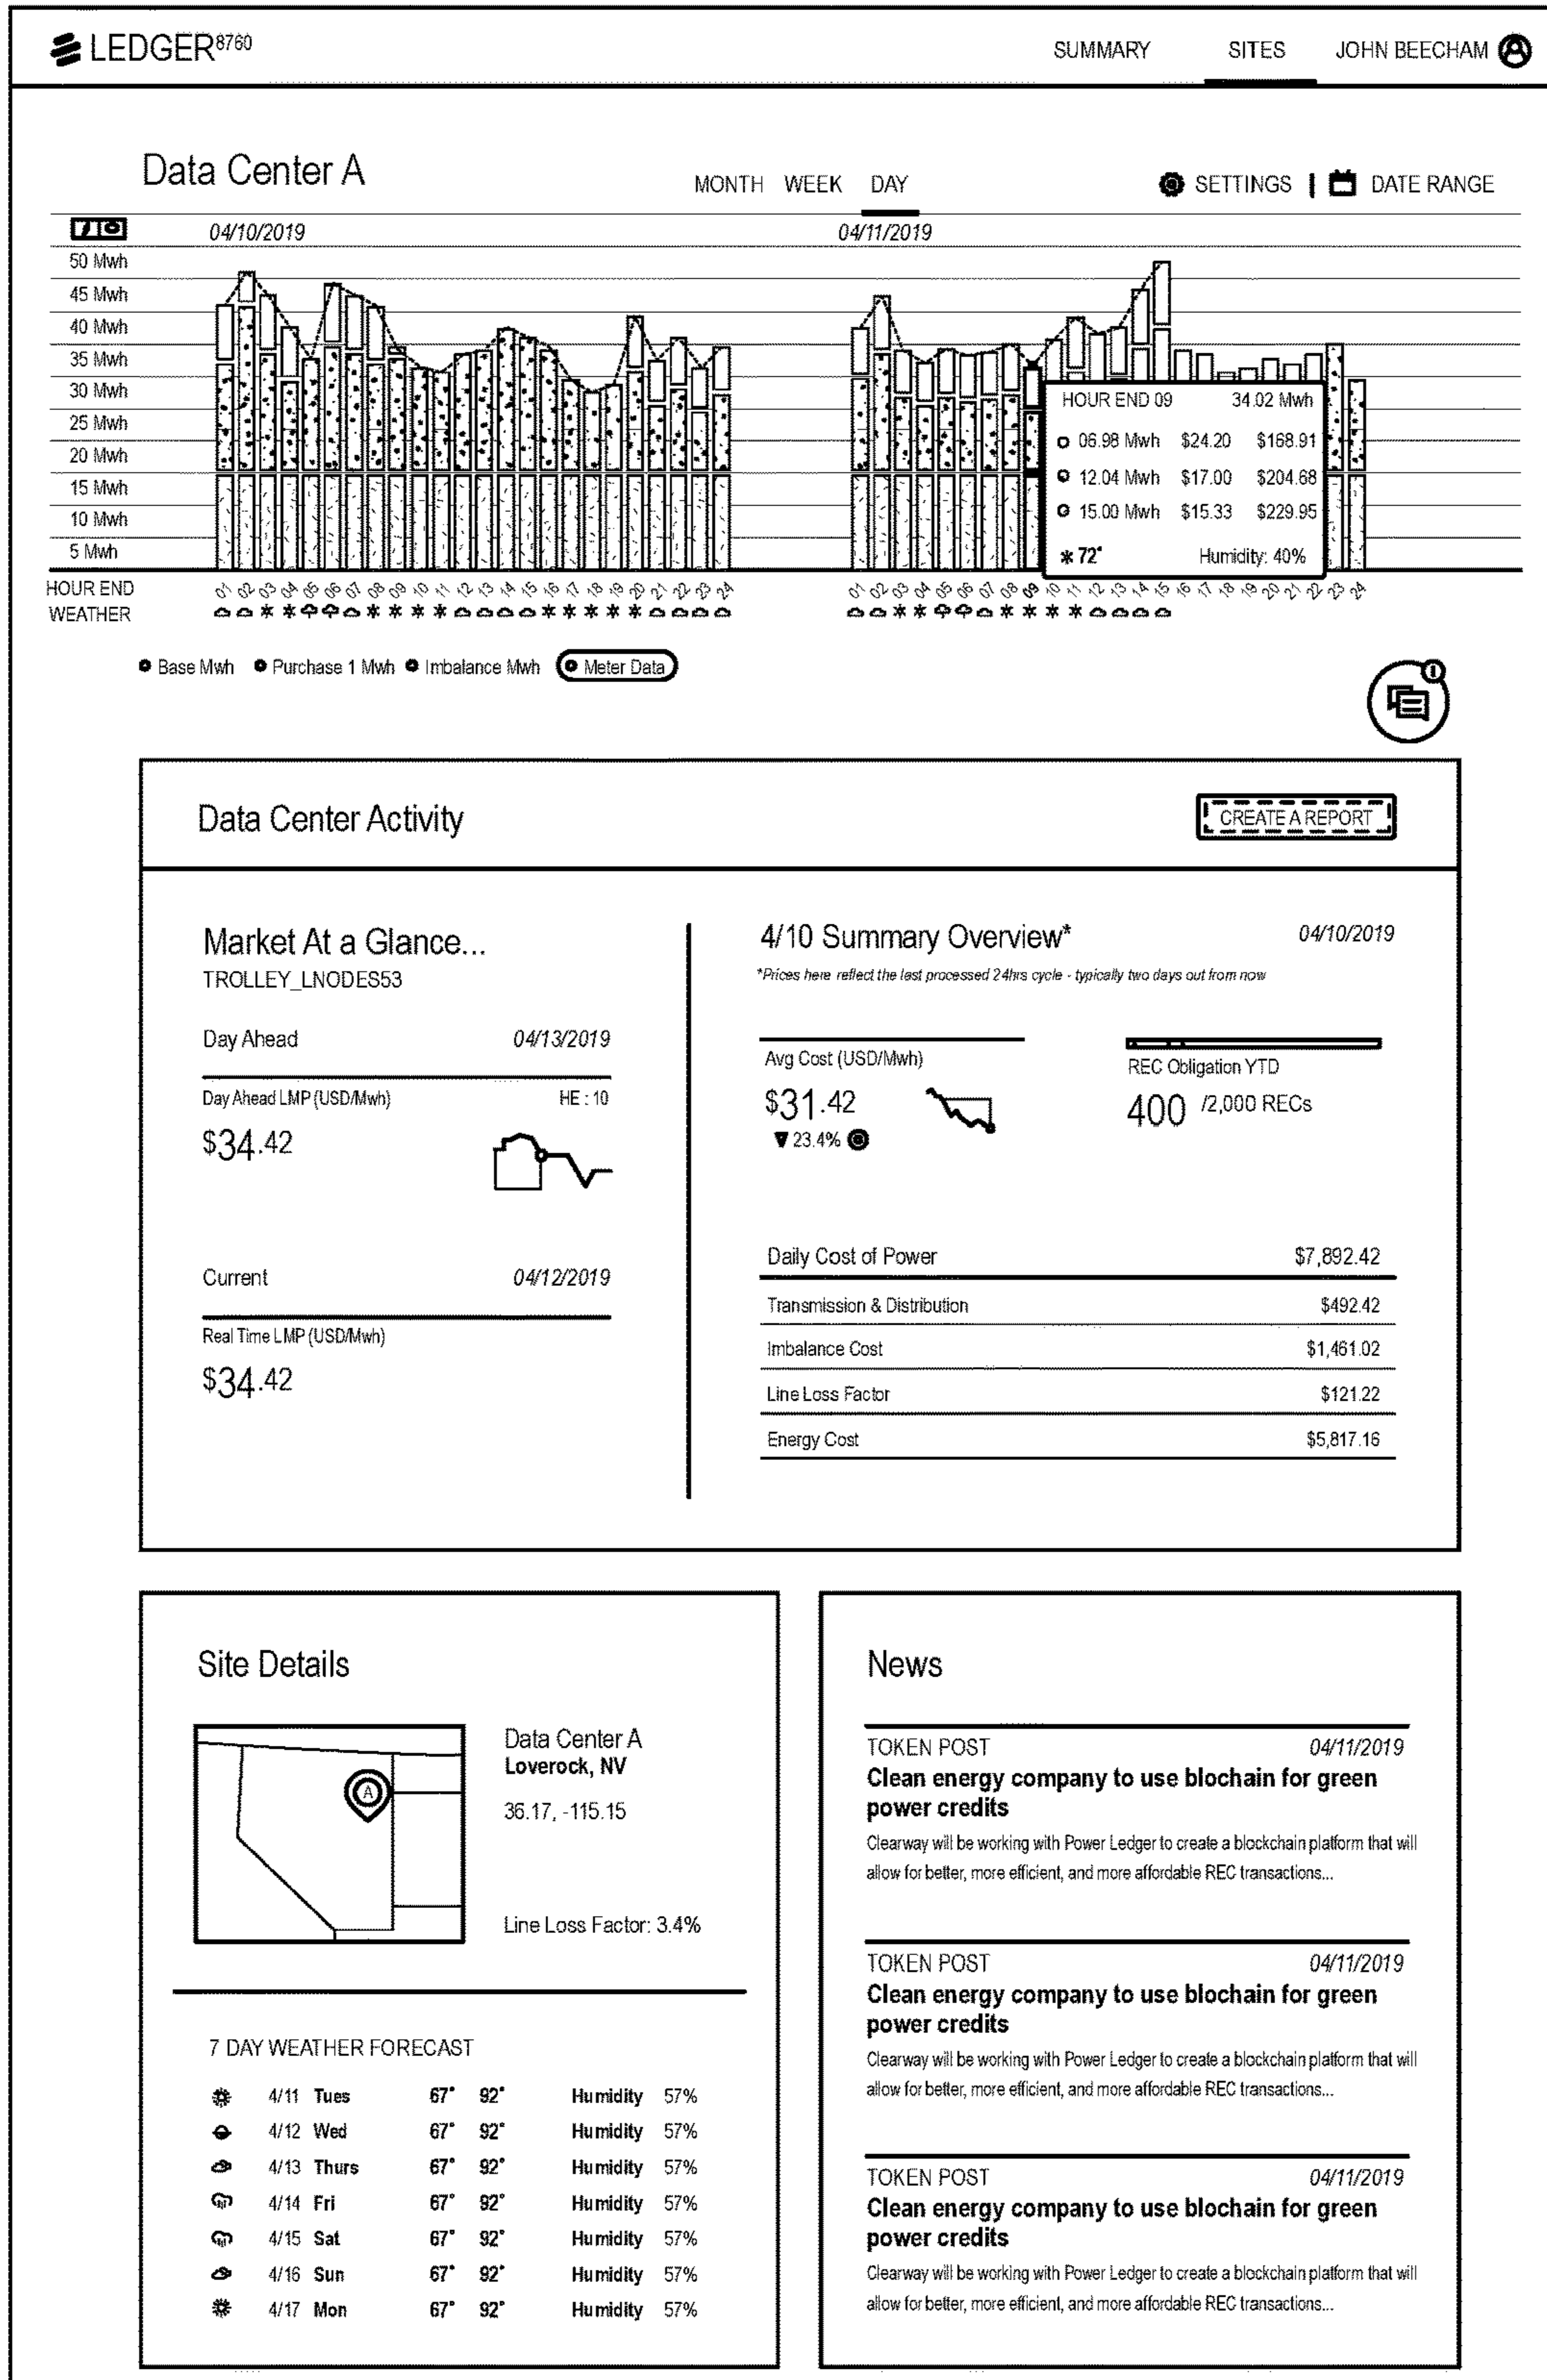 LEDGER8760
SUMMARY SITES JOHN BEECHAM
Data Center A
MONTH WEEK DAY
SETTINGS | DATE RANGE
04/10/2019 04/11/2019
50 Mwh
45 Mwh
40 Mwh
35 Mwh
30 Mwh
25 Mwh
20 Mwh
15 Mwh
10 Mwh
5 Mwh
HOUR END 09 34.02 Mwh
06.98 Mwh $24.20 $168.91
12.04 Mwh $17.00 $204.68
15.00 Mwh $15.33 $229.95
72° Humidity: 40%
HOUR END 01 02 03 04 05 06 07 08 09 10 11 12 13 14 15 16 17 18 19 20 21 22 23 24 01 02 03 04 05 06 07 08 09 10 11 12 13 14 15 16 17 18 19 20 21 22 23 24
WEATHER
Base Mwh Purchase 1 Mwh Imbalance Mwh Meter Data
Data Center Activity
CREATE A REPORT
Market At a Glance...
TROLLEY_LNODES53
Day Ahead 04/13/2019
Day Ahead LMP (USD/Mwh) HE : 10
$34.42
Current 04/12/2019
Real Time LMP (USD/Mwh)
$34.42
4/10 Summary Overview* 04/10/2019
*Prices here reflect the last processed 24hrs cycle - typically two days out from now
Avg Cost (USD/Mwh)
$31.42
▼ 23.4%
REC Obligation YTD
400 /2,000 RECs
Daily Cost of Power $7,892.42
Transmission & Distribution $492.42
Imbalance Cost $1,461.02
Line Loss Factor $121.22
Energy Cost $5,817.16
Site Details
A
Data Center A
Loverock, NV
36.17, -115.15
Line Loss Factor: 3.4%
7 DAY WEATHER FORECAST
4/11 Tues 67° 92° Humidity 57%
4/12 Wed 67° 92° Humidity 57%
4/13 Thurs 67° 92° Humidity 57%
4/14 Fri 67° 92° Humidity 57%
4/15 Sat 67° 92° Humidity 57%
4/16 Sun 67° 92° Humidity 57%
4/17 Mon 67° 92° Humidity 57%
News
TOKEN POST 04/11/2019
Clean energy company to use blochain for green
power credits
Clearway will be working with Power Ledger to create a blockchain platform that will
allow for better, more efficient, and more affordable REC transactions...
TOKEN POST 04/11/2019
Clean energy company to use blochain for green
power credits
Clearway will be working with Power Ledger to create a blockchain platform that will
allow for better, more efficient, and more affordable REC transactions...
TOKEN POST 04/11/2019
Clean energy company to use blochain for green
power credits
Clearway will be working with Power Ledger to create a blockchain platform that will
allow for better, more efficient, and more affordable REC transactions...